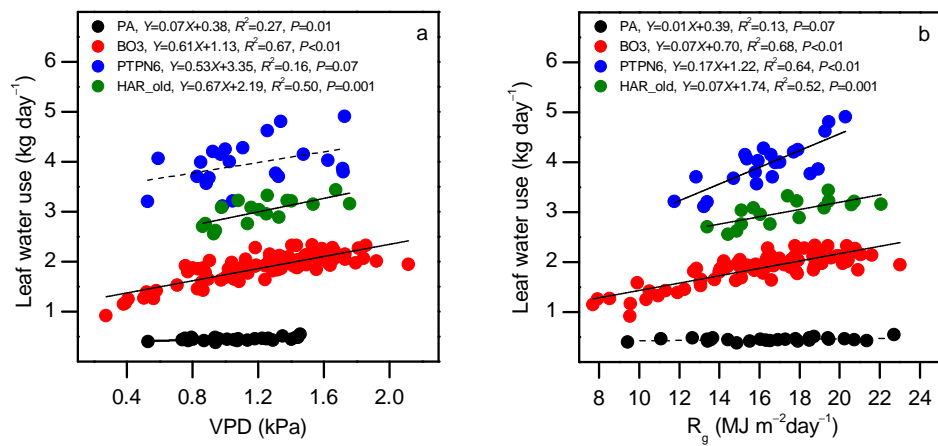 PA, Y=0.07X+0.38, R²=0.27, P=0.01
BO3, Y=0.61X+1.13, R²=0.67, P<0.01
PTPN6, Y=0.53X+3.35, R²=0.16, P=0.07
HAR_old, Y=0.67X+2.19, R²=0.50, P=0.001
a
Leaf water use (kg day⁻¹)
6
5
4
3
2
1
0.4 0.8 1.2 1.6 2.0
VPD (kPa)
PA, Y=0.01X+0.39, R²=0.13, P=0.07
BO3, Y=0.07X+0.70, R²=0.68, P<0.01
PTPN6, Y=0.17X+1.22, R²=0.64, P<0.01
HAR_old, Y=0.07X+1.74, R²=0.52, P=0.001
b
Leaf water use (kg day⁻¹)
6
5
4
3
2
1
8 10 12 14 16 18 20 22 24
R_g (MJ m⁻²day⁻¹)